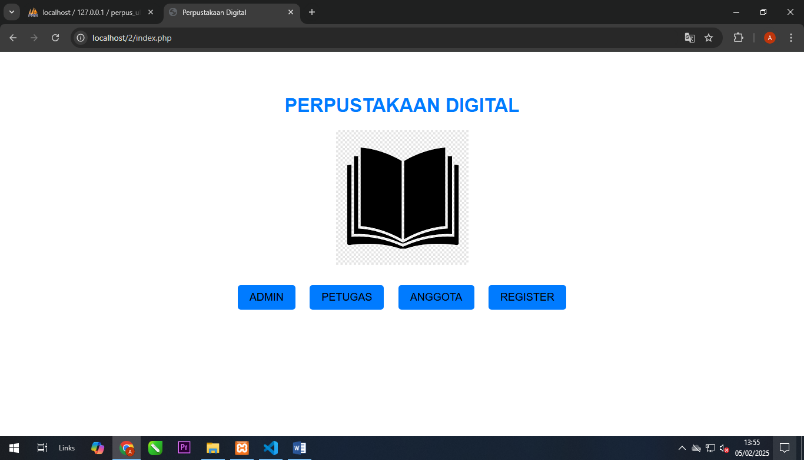 localhost / 127.0.0.1 / perpus_u
Perpustakaan Digital
localhost/2/index.php
A
PERPUSTAKAAN DIGITAL
ADMIN
PETUGAS
ANGGOTA
REGISTER
Links
A
Pr
W
13:55
05/02/2025